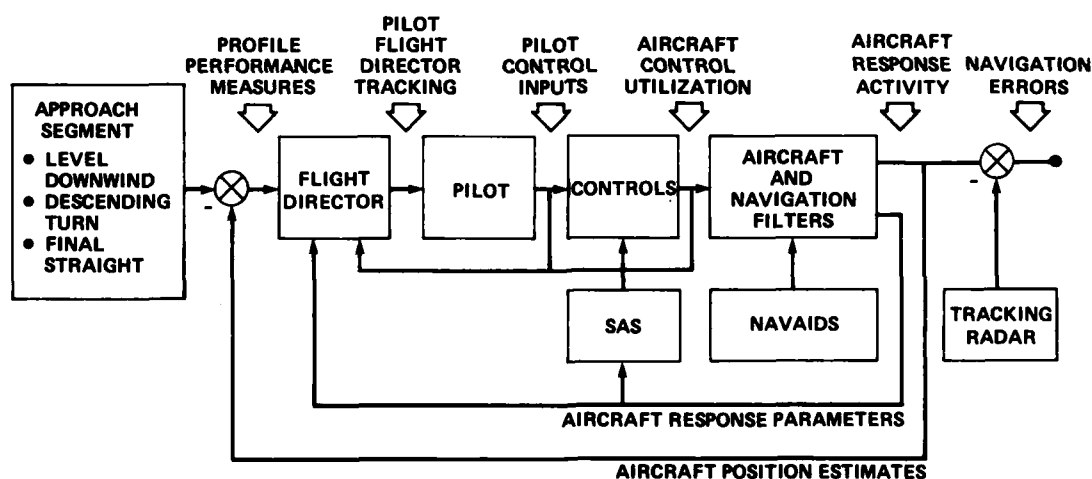 PROFILE
PERFORMANCE
MEASURES
PILOT
FLIGHT
DIRECTOR
TRACKING
PILOT
CONTROL
INPUTS
AIRCRAFT
CONTROL
UTILIZATION
AIRCRAFT
RESPONSE
ACTIVITY
NAVIGATION
ERRORS
APPROACH
SEGMENT
● LEVEL
DOWNWIND
● DESCENDING
TURN
● FINAL
STRAIGHT
-
FLIGHT
DIRECTOR
PILOT
CONTROLS
AIRCRAFT
AND
NAVIGATION
FILTERS
-
SAS
NAVAIDS
TRACKING
RADAR
AIRCRAFT RESPONSE PARAMETERS
AIRCRAFT POSITION ESTIMATES